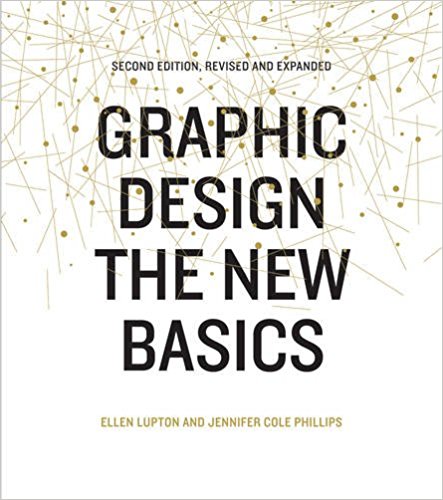 SECOND EDITION, REVISED AND EXPANDED
GRAPHIC
DESIGN
THE NEW
BASICS
ELLEN LUPTON AND JENNIFER COLE PHILLIPS